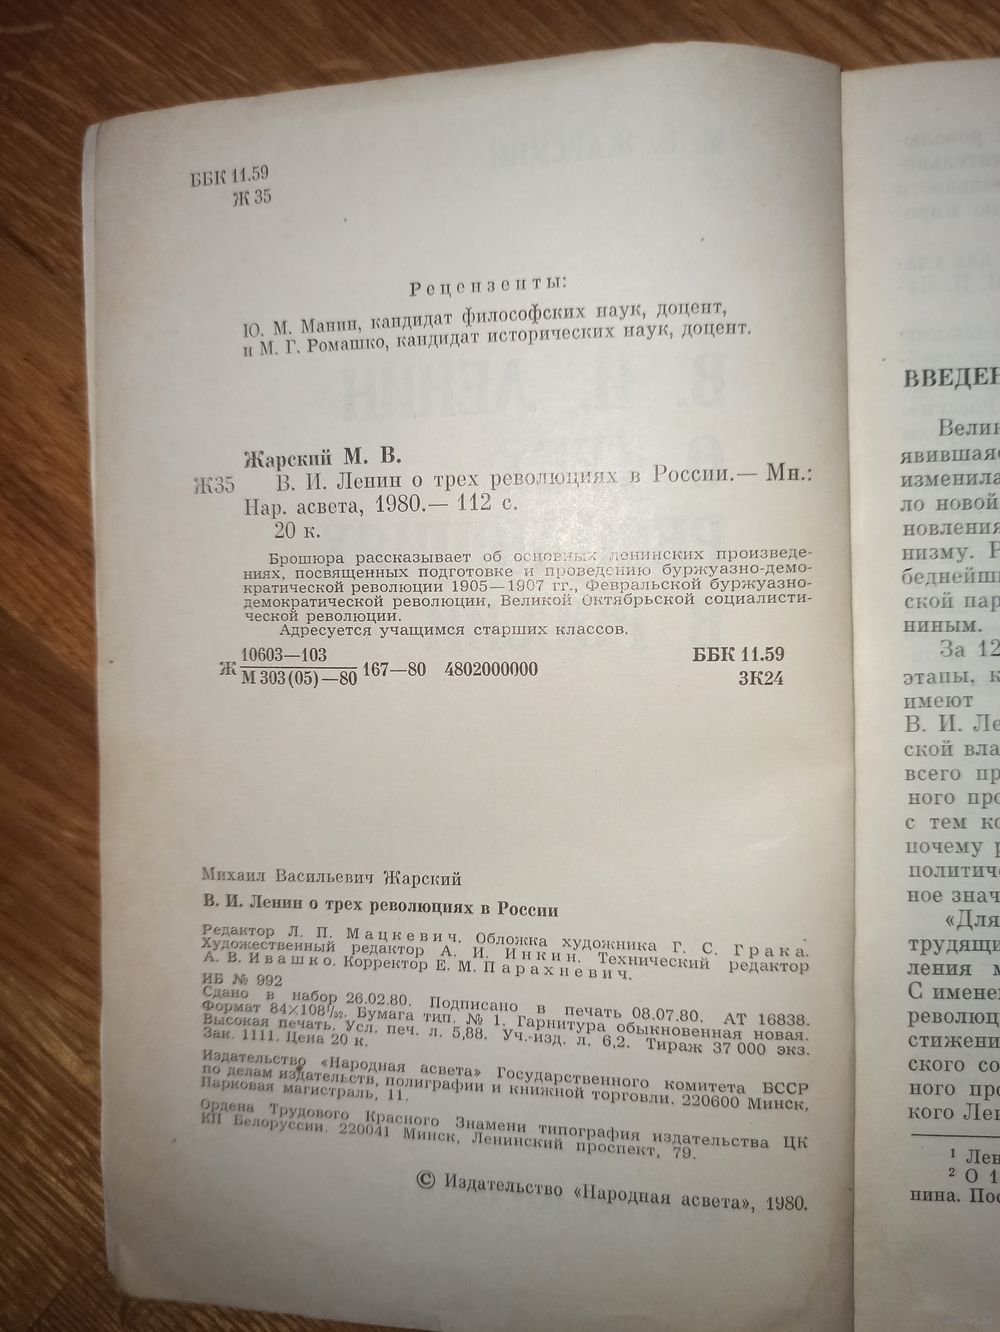 ББК 11.59
Ж 35
Рецензенты:
Ю. М. Манин, кандидат философских наук, доцент,
и М. Г. Ромашко, кандидат исторических наук, доцент.
Жарский М. В.
Ж35 В. И. Ленин о трех революциях в России.— Мн.:
Нар. асвета, 1980.— 112 с.
20 к.
Брошюра рассказывает об основных ленинских произведе-
ниях, посвященных подготовке и проведению буржуазно-демо-
кратической революции 1905—1907 гг., Февральской буржуазно-
демократической революции, Великой Октябрьской социалисти-
ческой революции.
Адресуется учащимся старших классов.
10603—103
Ж М 303(05)—80 167—80 4802000000
ББК 11.59
3К24
Михаил Васильевич Жарский
В. И. Ленин о трех революциях в России
Редактор Л. П. Мацкевич. Обложка художника Г. С. Грака.
Художественный редактор А. И. Инкин. Технический редактор
А. В. Ивашко. Корректор Е. М. Парахневич.
ИБ № 992
Сдано в набор 26.02.80. Подписано в печать 08.07.80. АТ 16838.
Формат 84×108 1/32. Бумага тип. № 1. Гарнитура обыкновенная новая.
Высокая печать. Усл. печ. л. 5,88. Уч.-изд. л. 6,2. Тираж 37 000 экз.
Зак. 1111. Цена 20 к.
Издательство «Народная асвета» Государственного комитета БССР
по делам издательств, полиграфии и книжной торговли. 220600 Минск,
Парковая магистраль, 11.
Ордена Трудового Красного Знамени типография издательства ЦК
КП Белоруссии. 220041 Минск, Ленинский проспект, 79.
© Издательство «Народная асвета», 1980.
ВВЕДЕН
Велик
явившаяс
изменила
ло новой
новления
низму. Р
беднейш
ской пар
ниным.
За 12
этапы, к
имеют
В. И. Ле
ской вла
всего пр
ного про
с тем ко
почему р
политиче
ное знач
«Для
трудящи
ления м
С имене
революц
стижени
ского со
ного про
кого Лен
¹ Лен
² О 1
нина. Пос